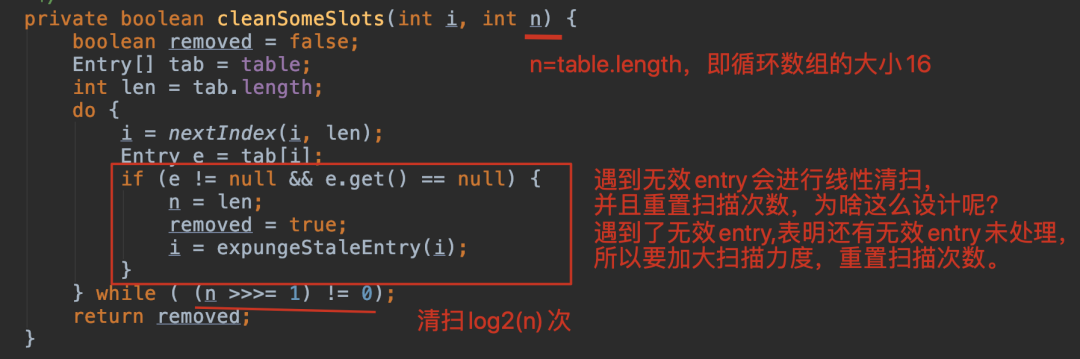 private boolean cleanSomeSlots(int i, int n) {
boolean removed = false;
Entry[] tab = table;
n=table.length，即循环数组的大小16
int len = tab.length;
do {
i = nextIndex(i, len);
Entry e = tab[i];
if (e != null && e.get() == null) {
n = len;
removed = true;
i = expungeStaleEntry(i);
}
遇到无效entry会进行线性清扫，
并且重置扫描次数，为啥这么设计呢？
遇到了无效entry,表明还有无效entry未处理，
所以要加大扫描力度，重置扫描次数。
} while ( (n >>>= 1) != 0);
return removed;
清扫log2(n)次
}